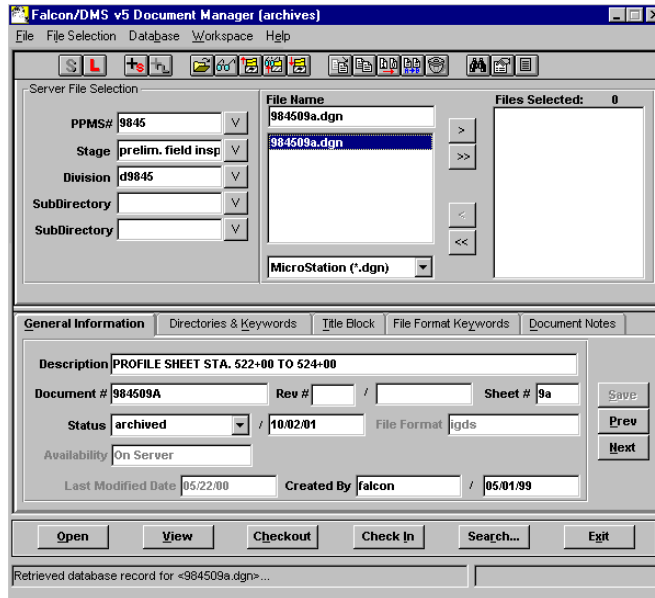 Falcon/DMS v5 Document Manager (archives)
File File Selection Database Workspace Help
S L +S +L
Server File Selection
PPMS# 9845 V
Stage prelim. field insp V
Division d9845 V
SubDirectory V
SubDirectory V
File Name
984509a.dgn
984509a.dgn
MicroStation (*.dgn)
>
>>
<
<<
Files Selected: 0
General Information Directories & Keywords Title Block File Format Keywords Document Notes
Description PROFILE SHEET STA. 522+00 TO 524+00
Document # 984509A Rev # / Sheet # 9a
Status archived / 10/02/01 File Format igds
Availability On Server
Last Modified Date 05/22/00 Created By falcon / 05/01/99
Save
Prev
Next
Open View Checkout Check In Search... Exit
Retrieved database record for <984509a.dgn>...